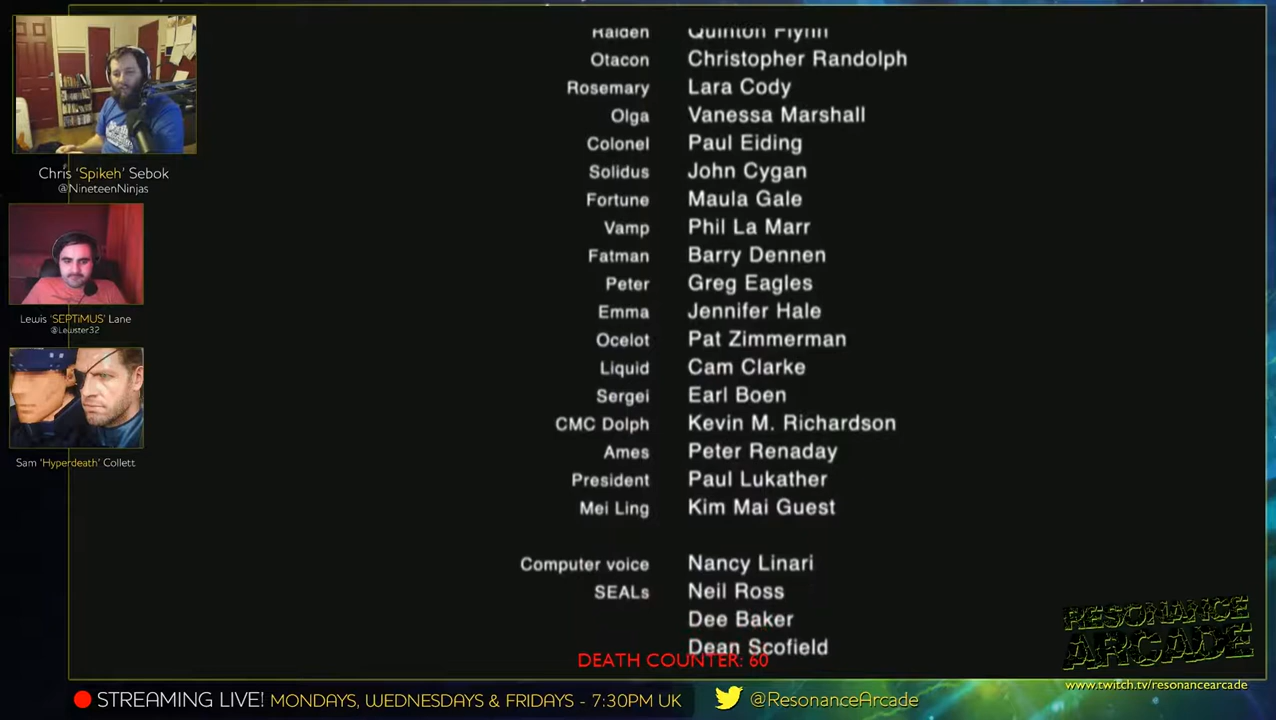 Raiden Quinton Flynn
Otacon Christopher Randolph
Rosemary Lara Cody
Olga Vanessa Marshall
Colonel Paul Eiding
Solidus John Cygan
Fortune Maula Gale
Vamp Phil La Marr
Fatman Barry Dennen
Peter Greg Eagles
Emma Jennifer Hale
Ocelot Pat Zimmerman
Liquid Cam Clarke
Sergei Earl Boen
CMC Dolph Kevin M. Richardson
Ames Peter Renaday
President Paul Lukather
Mei Ling Kim Mai Guest
Computer voice Nancy Linari
SEALs Neil Ross
Dee Baker
Dean Scofield
DEATH COUNTER: 60
Chris 'Spikeh' Sebok
@NineteenNinjas
Lewis 'SEPTiMUS' Lane
@Lewster32
Sam 'Hyperdeath' Collett
RESONANCE
ARCADE
www.twitch.tv/resonancearcade
STREAMING LIVE! MONDAYS, WEDNESDAYS & FRIDAYS - 7:30PM UK
@ResonanceArcade